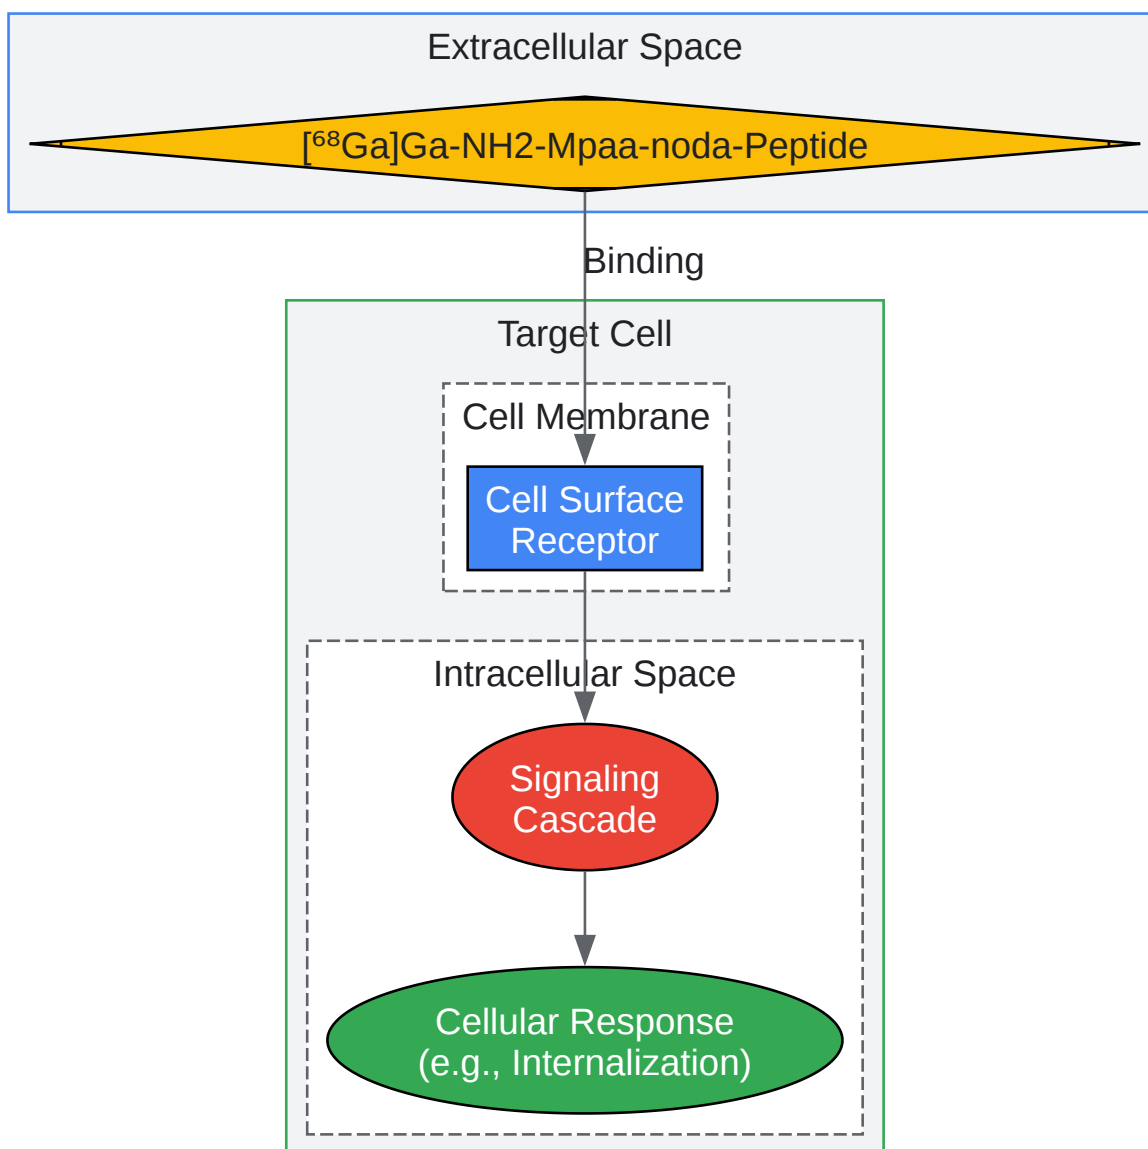 Extracellular Space
[⁶⁸Ga]Ga-NH2-Mpaa-noda-Peptide
Binding
Target Cell
Cell Membrane
Cell Surface
Receptor
Intracellular Space
Signaling
Cascade
Cellular Response
(e.g., Internalization)